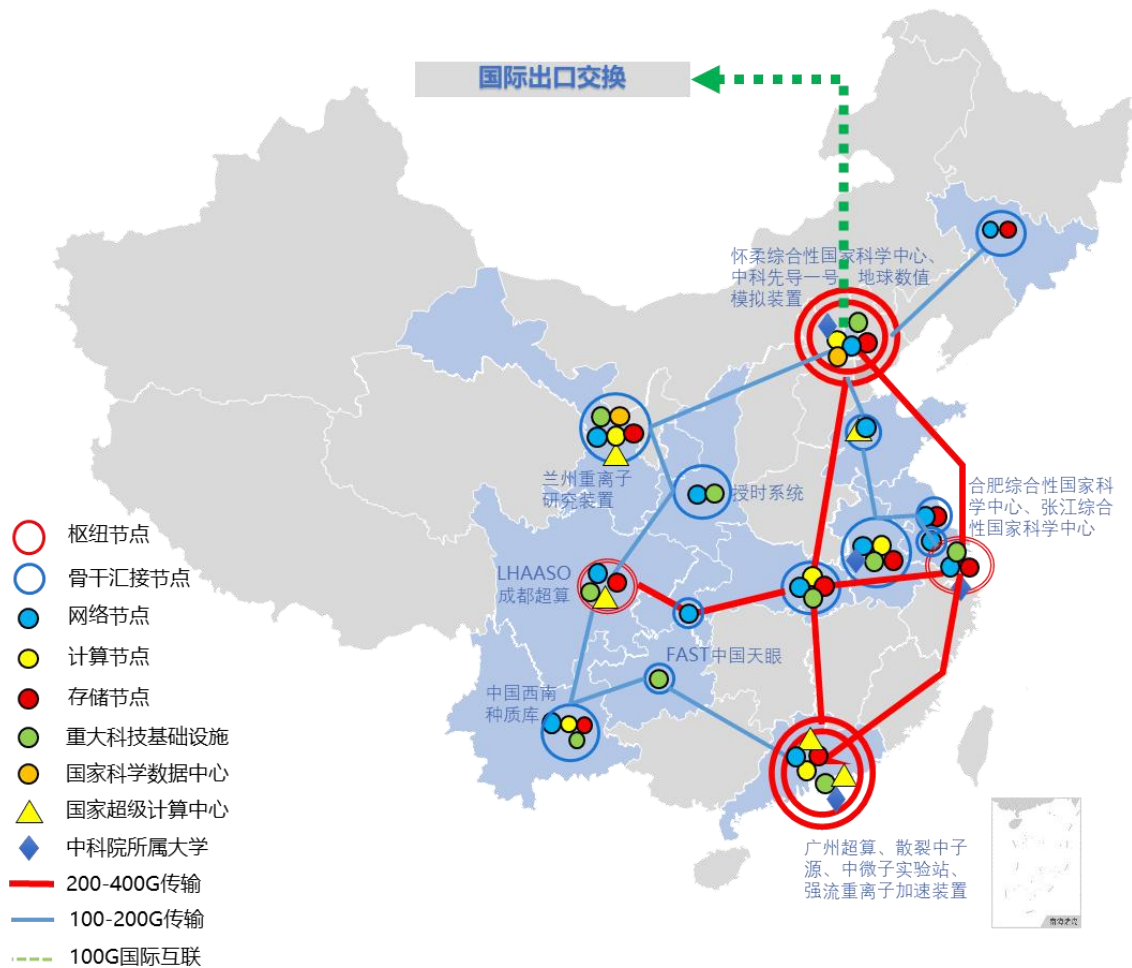 国际出口交换
怀柔综合性国家科学中心、
中科先导一号、地球数值
模拟装置
兰州重离子
研究装置
授时系统
合肥综合性国家科
学中心、张江综合
性国家科学中心
LHAASO
成都超算
FAST中国天眼
中国西南
种质库
广州超算、散裂中子
源、中微子实验站、
强流重离子加速装置
南海诸岛
枢纽节点
骨干汇接节点
网络节点
计算节点
存储节点
重大科技基础设施
国家科学数据中心
国家超级计算中心
中科院所属大学
200-400G传输
100-200G传输
100G国际互联